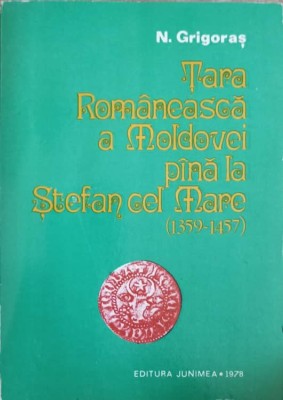 N. Grigoraș
Țara
Românească
a Moldovei
pînă la
Ștefan cel Mare
(1359-1457)
EDITURA JUNIMEA • 1978